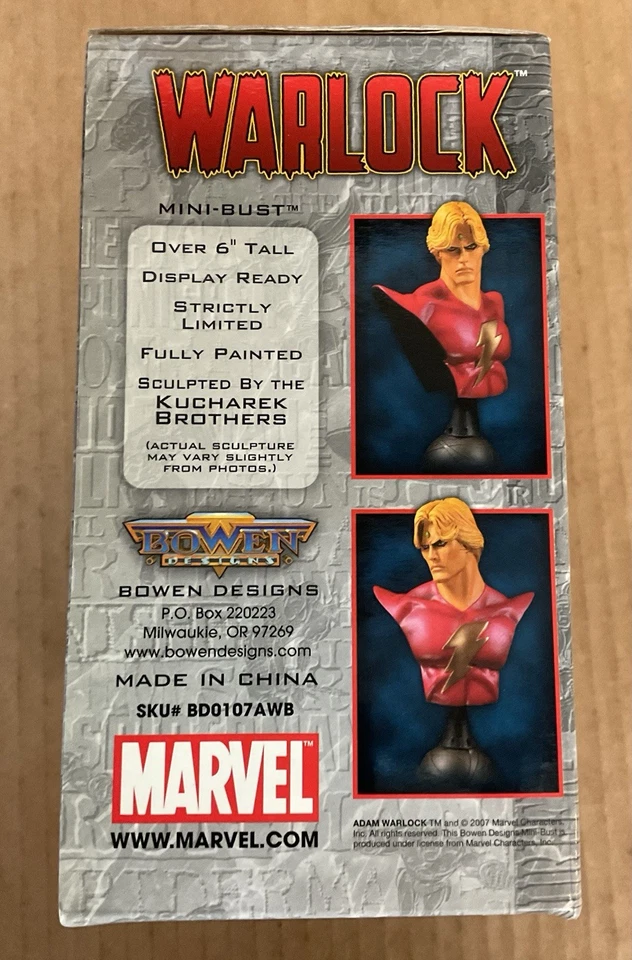 WARLOCK™
MINI-BUST™
OVER 6" TALL
DISPLAY READY
STRICTLY
LIMITED
FULLY PAINTED
SCULPTED BY THE
KUCHAREK
BROTHERS
(ACTUAL SCULPTURE
MAY VARY SLIGHTLY
FROM PHOTOS.)
BOWEN
DESIGNS
BOWEN DESIGNS
P.O. Box 220223
Milwaukie, OR 97269
www.bowendesigns.com
MADE IN CHINA
SKU# BD0107AWB
MARVEL™
WWW.MARVEL.COM
ADAM WARLOCK TM and © 2007 Marvel Characters,
Inc. All rights reserved. This Bowen Designs Mini-Bust is
produced under license from Marvel Characters, Inc.